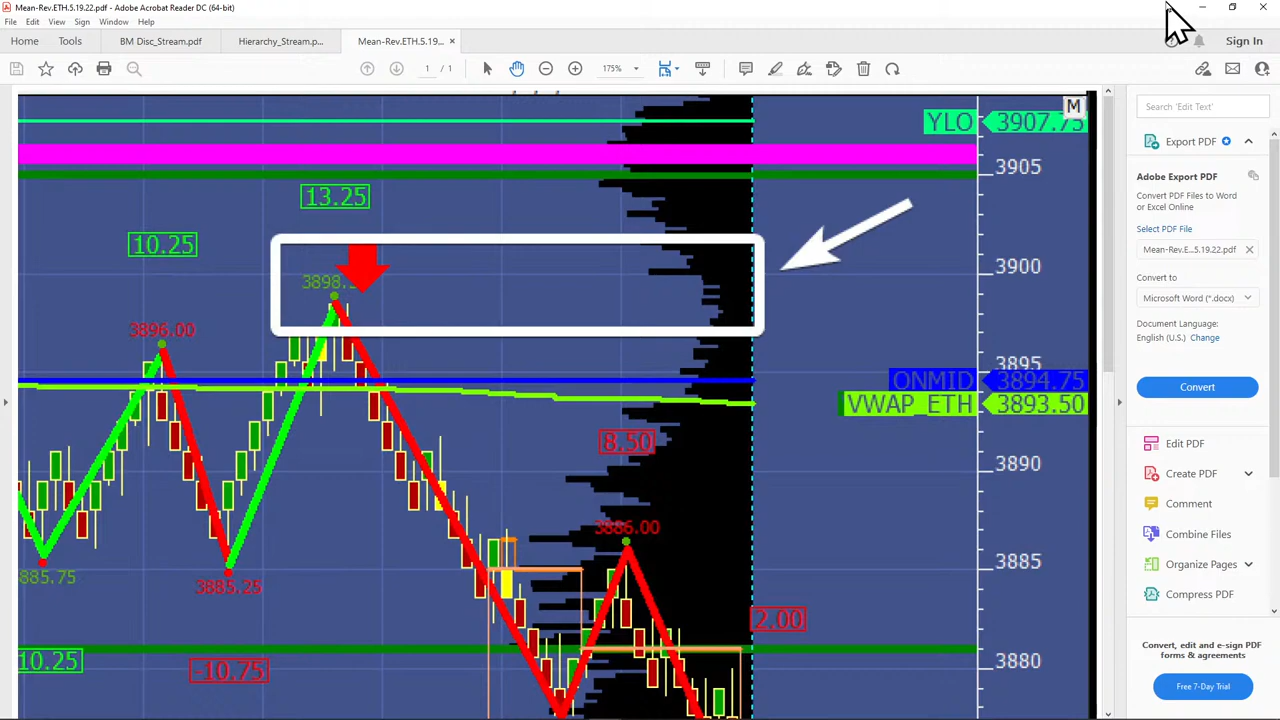 Mean-Rev.ETH.5.19.22.pdf - Adobe Acrobat Reader DC (64-bit)
File Edit View Sign Window Help
Home Tools BM Disc_Stream.pdf Hierarchy_Stream.p... Mean-Rev.ETH.5.19... × Sign In
1 / 1 175%
M
YLO 3907.75
3905
13.25
10.25
3900
3898.
3896.00
3895
ONMID 3894.75
VWAP_ETH 3893.50
8.50
3890
3886.00
3885
885.75
3885.25
2.00
10.25
-10.75
3880
Search 'Edit Text'
Export PDF
Adobe Export PDF
Convert PDF Files to Word
or Excel Online
Select PDF File
Mean-Rev.E...5.19.22.pdf ×
Convert to
Microsoft Word (*.docx)
Document Language:
English (U.S.) Change
Convert
Edit PDF
Create PDF
Comment
Combine Files
Organize Pages
Compress PDF
Convert, edit and e-sign PDF
forms & agreements
Free 7-Day Trial